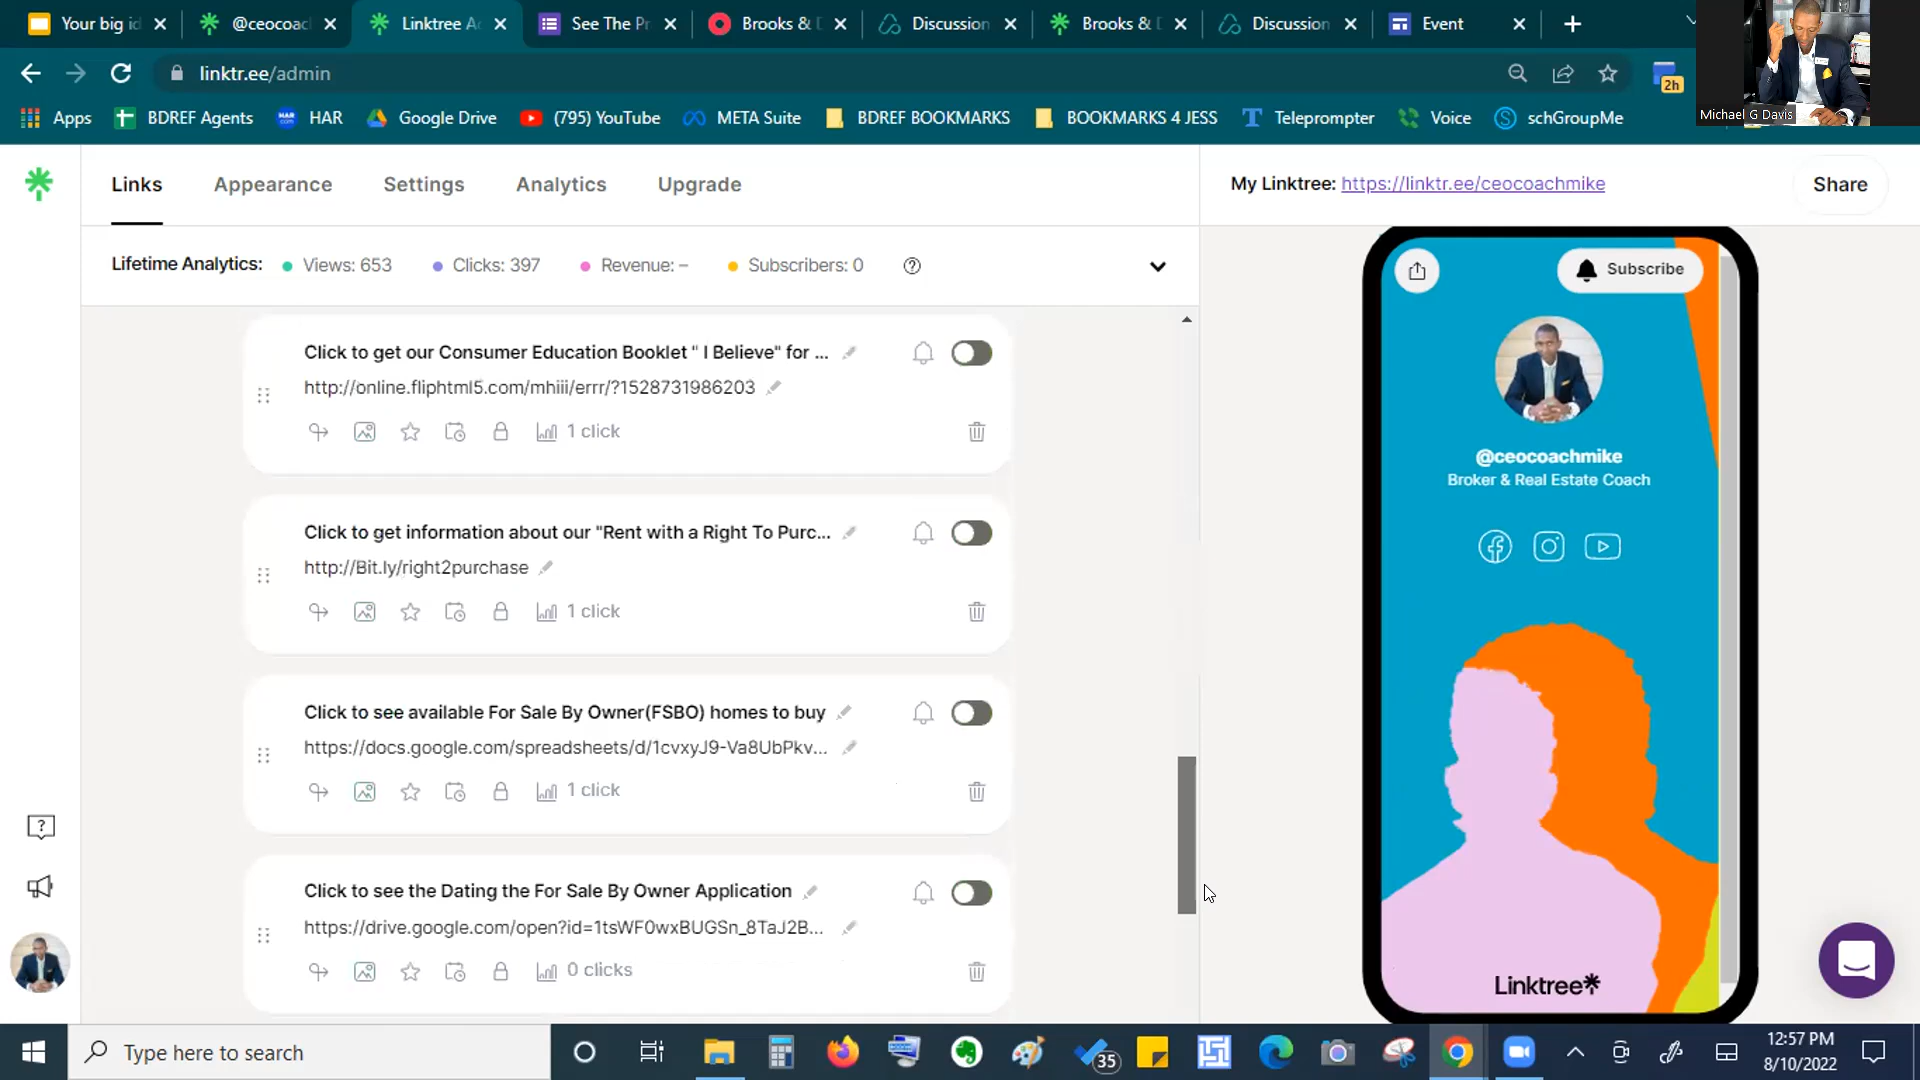 Your big id
@ceocoac
Linktree Ac
See The Pr
Brooks & D
Discussion
Brooks & D
Discussion
Event
linktr.ee/admin
2h
Apps
BDREF Agents
HAR
Google Drive
(795) YouTube
META Suite
BDREF BOOKMARKS
BOOKMARKS 4 JESS
Teleprompter
Voice
schGroupMe
Michael G Davis
Links
Appearance
Settings
Analytics
Upgrade
My Linktree: https://linktr.ee/ceocoachmike
Share
Lifetime Analytics:
Views: 653
Clicks: 397
Revenue: –
Subscribers: 0
Click to get our Consumer Education Booklet " I Believe" for ...
http://online.fliphtml5.com/mhiii/errr/?1528731986203
1 click
Click to get information about our "Rent with a Right To Purc...
http://Bit.ly/right2purchase
1 click
Click to see available For Sale By Owner(FSBO) homes to buy
https://docs.google.com/spreadsheets/d/1cvxyJ9-Va8UbPkv...
1 click
Click to see the Dating the For Sale By Owner Application
https://drive.google.com/open?id=1tsWF0wxBUGSn_8TaJ2B...
0 clicks
Subscribe
@ceocoachmike
Broker & Real Estate Coach
Linktree
Type here to search
35
12:57 PM
8/10/2022